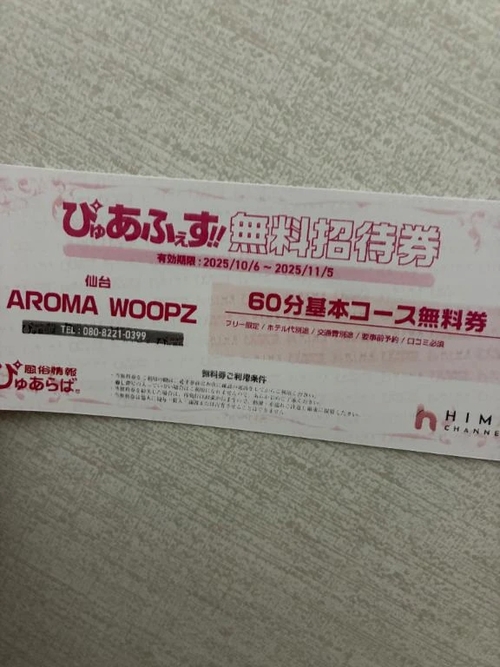 ぴゅあふぇす!!無料招待券
有効期限:2025/10/6 ~ 2025/11/5
仙台
AROMA WOOPZ
TEL:080-8221-0399
60分基本コース無料券
フリー限定/ホテル代別途/交通費別途/要事前予約/口コミ必須
風俗情報
ぴゅあらば
無料券ご利用条件
HIM
CHANNE